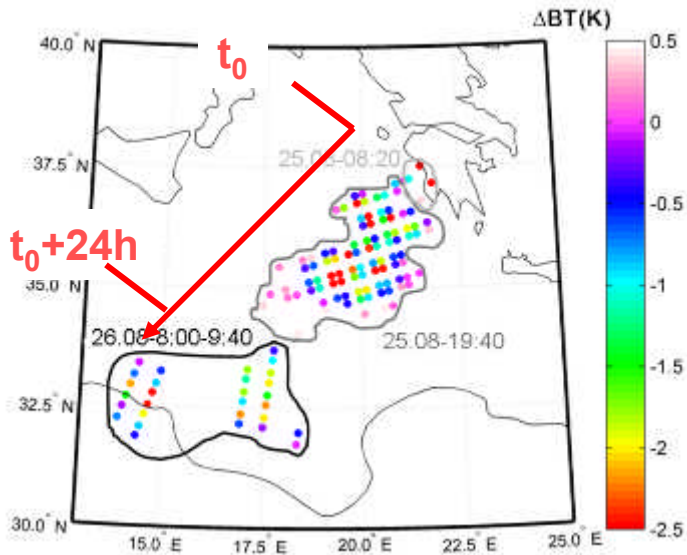 ΔBT(K)
40.0° N
t₀
0.5
0
37.5° N
25.08-08:20
-0.5
t₀+24h
-1
35.0° N
26.08-8:00-9:40
25.08-19:40
-1.5
32.5° N
-2
30.0° N
-2.5
15.0° E
17.5° E
20.0° E
22.5° E
25.0° E